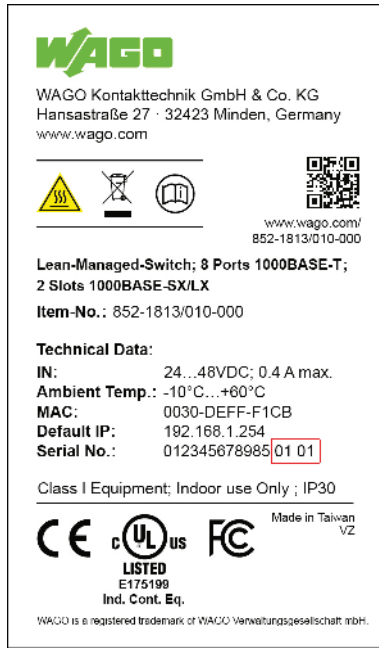 WAGO
WAGO Kontakttechnik GmbH & Co. KG
Hansastraße 27 · 32423 Minden, Germany
www.wago.com
www.wago.com/
852-1813/010-000
Lean-Managed-Switch; 8 Ports 1000BASE-T;
2 Slots 1000BASE-SX/LX
Item-No.: 852-1813/010-000
Technical Data:
IN: 24...48VDC; 0.4 A max.
Ambient Temp.: -10°C...+60°C
MAC: 0030-DEFF-F1CB
Default IP: 192.168.1.254
Serial No.: 012345678985 01 01
Class I Equipment; Indoor use Only ; IP30
Made in Taiwan
VZ
CE c UL us FC
LISTED
E175199
Ind. Cont. Eq.
WAGO is a registered trademark of WAGO Verwaltungsgesellschaft mbH.